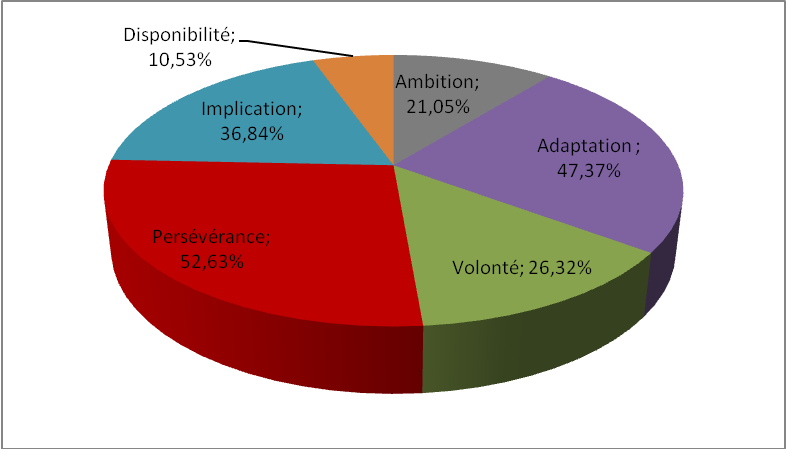 Disponibilité;
10,53%
Ambition;
21,05%
Implication;
36,84%
Adaptation ;
47,37%
Persévérance;
52,63%
Volonté; 26,32%